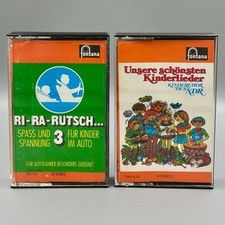 fontana
RI-RA-RUTSCH...
SPASS UND
SPANNUNG
3
FÜR KINDER
IM AUTO
FÜR AUTOFAHRER BESONDERS GEEIGNET
STEREO
fontana
Unsere schönsten
Kinderlieder
KINDERCHOR
DES NDR
STEREO